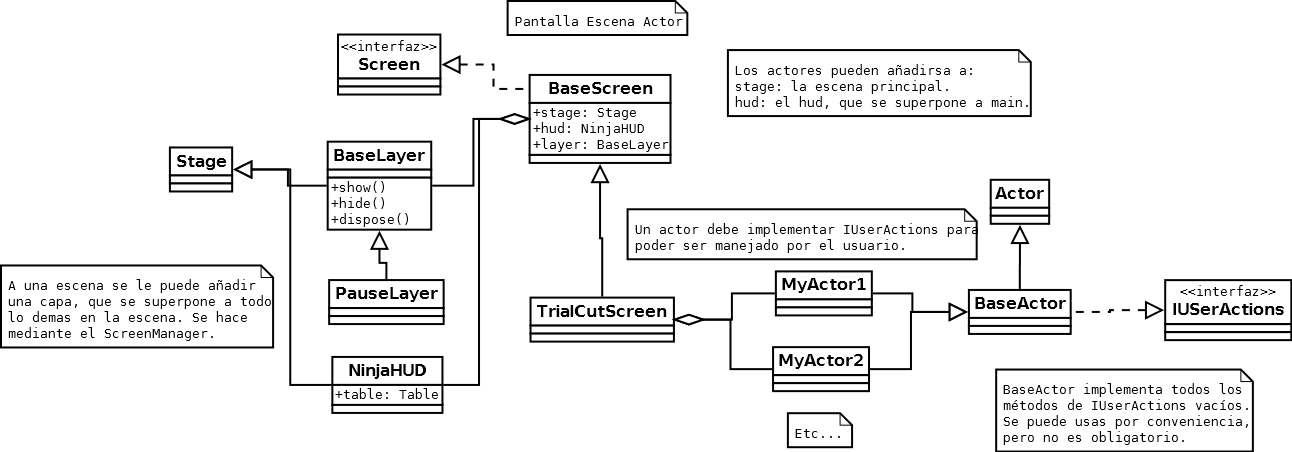 Pantalla Escena Actor
<<interfaz>>
Screen
BaseScreen
+stage: Stage
+hud: NinjaHUD
+layer: BaseLayer
Los actores pueden añadirsa a:
stage: la escena principal.
hud: el hud, que se superpone a main.
Stage
BaseLayer
+show()
+hide()
+dispose()
Actor
Un actor debe implementar IUserActions para
poder ser manejado por el usuario.
A una escena se le puede añadir
una capa, que se superpone a todo
lo demas en la escena. Se hace
mediante el ScreenManager.
PauseLayer
TrialCutScreen
MyActor1
BaseActor
<<interfaz>>
IUSerActions
NinjaHUD
+table: Table
MyActor2
BaseActor implementa todos los
métodos de IUserActions vacíos.
Se puede usas por conveniencia,
pero no es obligatorio.
Etc...